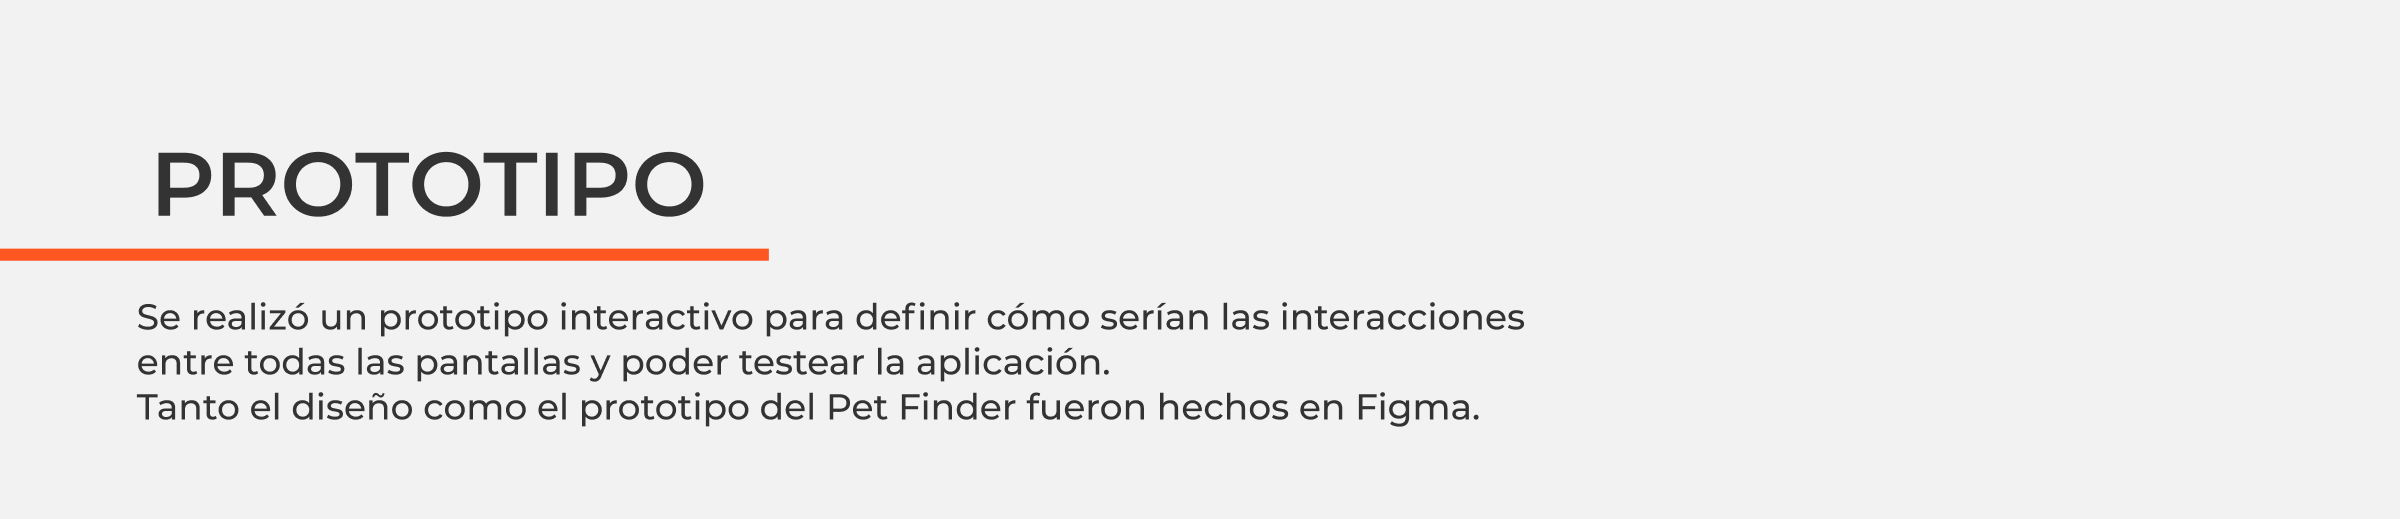 PROTOTIPO
Se realizó un prototipo interactivo para definir cómo serían las interacciones
entre todas las pantallas y poder testear la aplicación.
Tanto el diseño como el prototipo del Pet Finder fueron hechos en Figma.